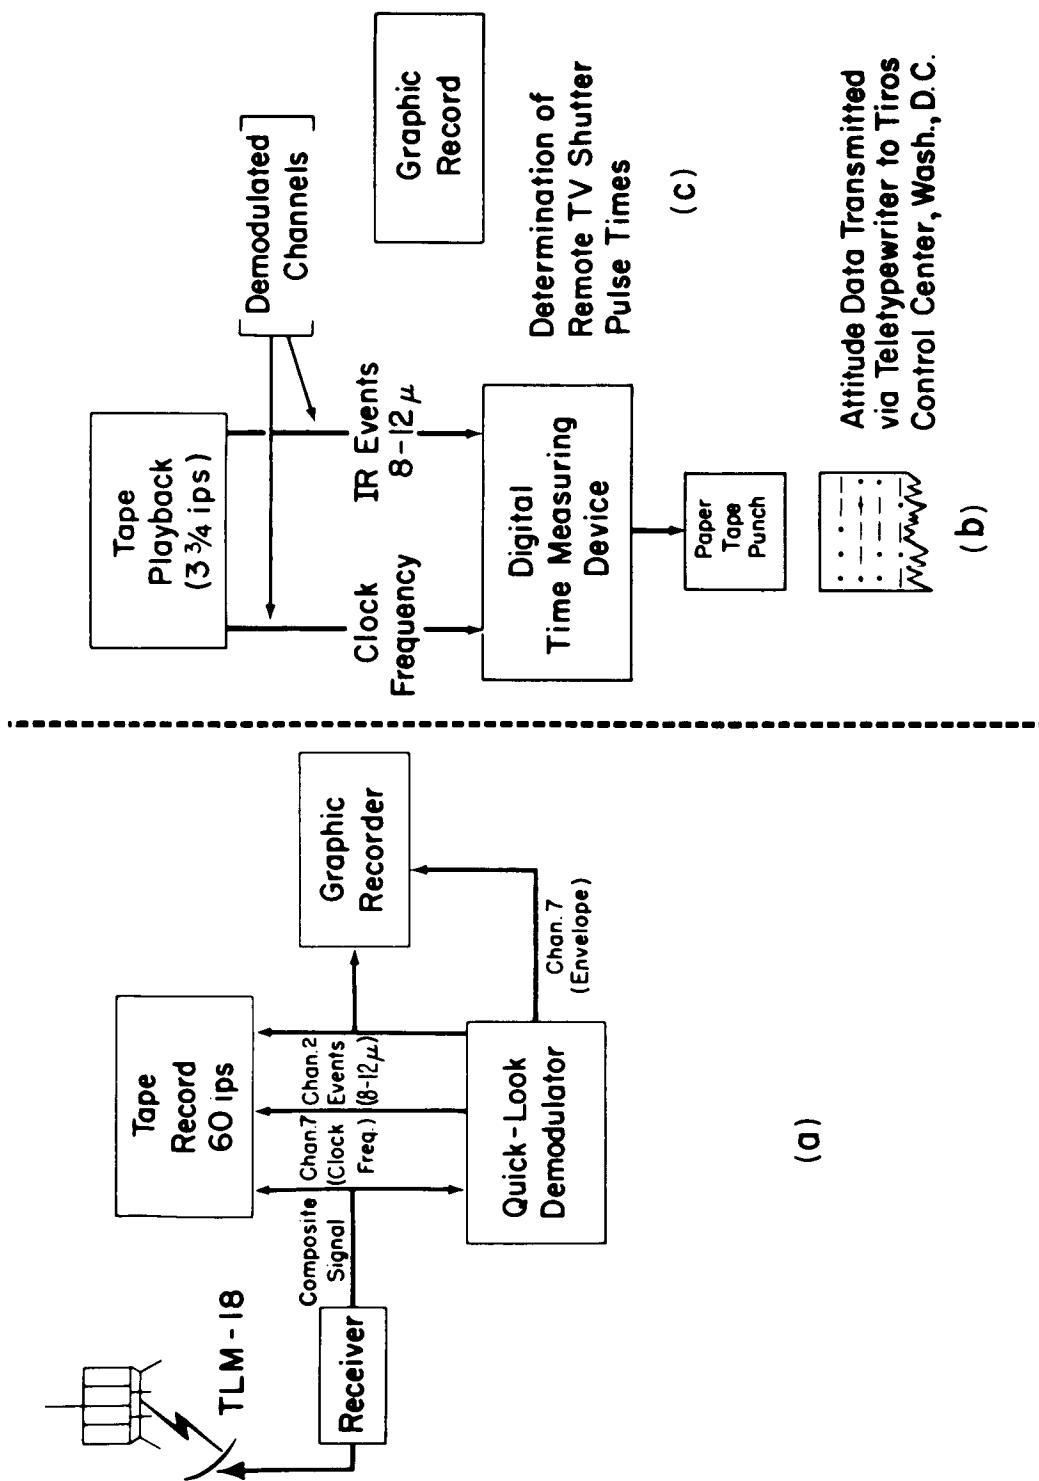 TLM-18
Receiver
Composite
Signal
Tape
Record
60 ips
Chan.7
(Clock
Freq.)
Chan.2
Events
(8-12μ)
Quick-Look
Demodulator
Graphic
Recorder
Chan.7
(Envelope)
(a)
Tape
Playback
(3 3/4 ips)
Demodulated
Channels
Clock
Frequency
IR Events
8-12 μ
Digital
Time Measuring
Device
Paper
Tape
Punch
(b)
Attitude Data Transmitted
via Teletypewriter to Tiros
Control Center, Wash., D.C.
Graphic
Record
Determination of
Remote TV Shutter
Pulse Times
(c)